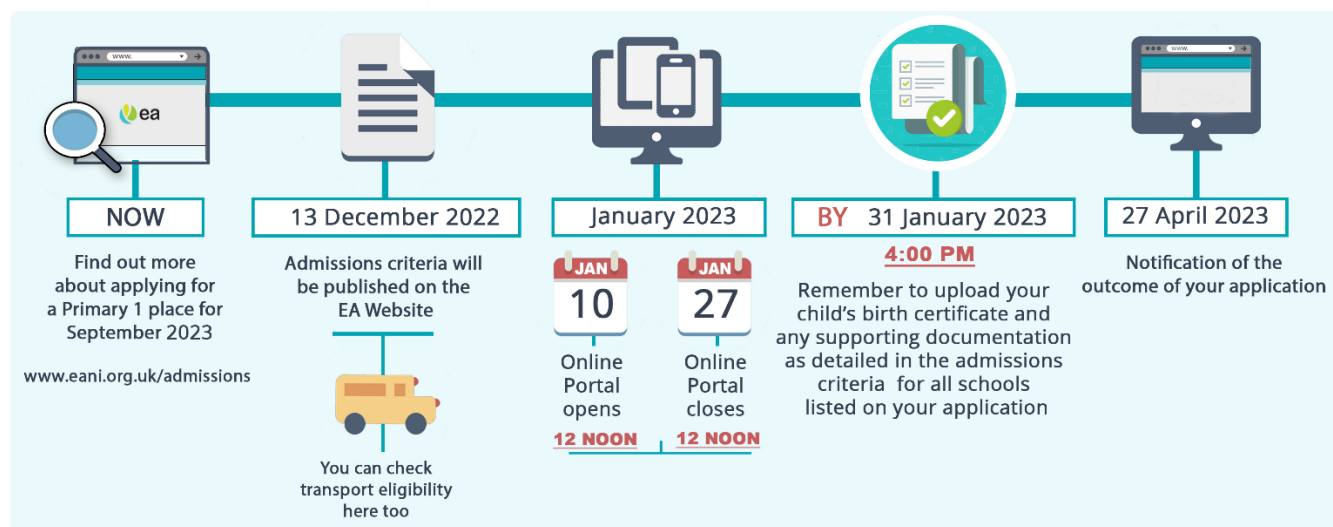 www.
ea
NOW
Find out more
about applying for
a Primary 1 place for
September 2023
www.eani.org.uk/admissions
13 December 2022
Admissions criteria will
be published on the
EA Website
You can check
transport eligibility
here too
January 2023
JAN
10
Online
Portal
opens
12 NOON
JAN
27
Online
Portal
closes
12 NOON
BY 31 January 2023
4:00 PM
Remember to upload your
child's birth certificate and
any supporting documentation
as detailed in the admissions
criteria for all schools
listed on your application
www.
27 April 2023
Notification of the
outcome of your application